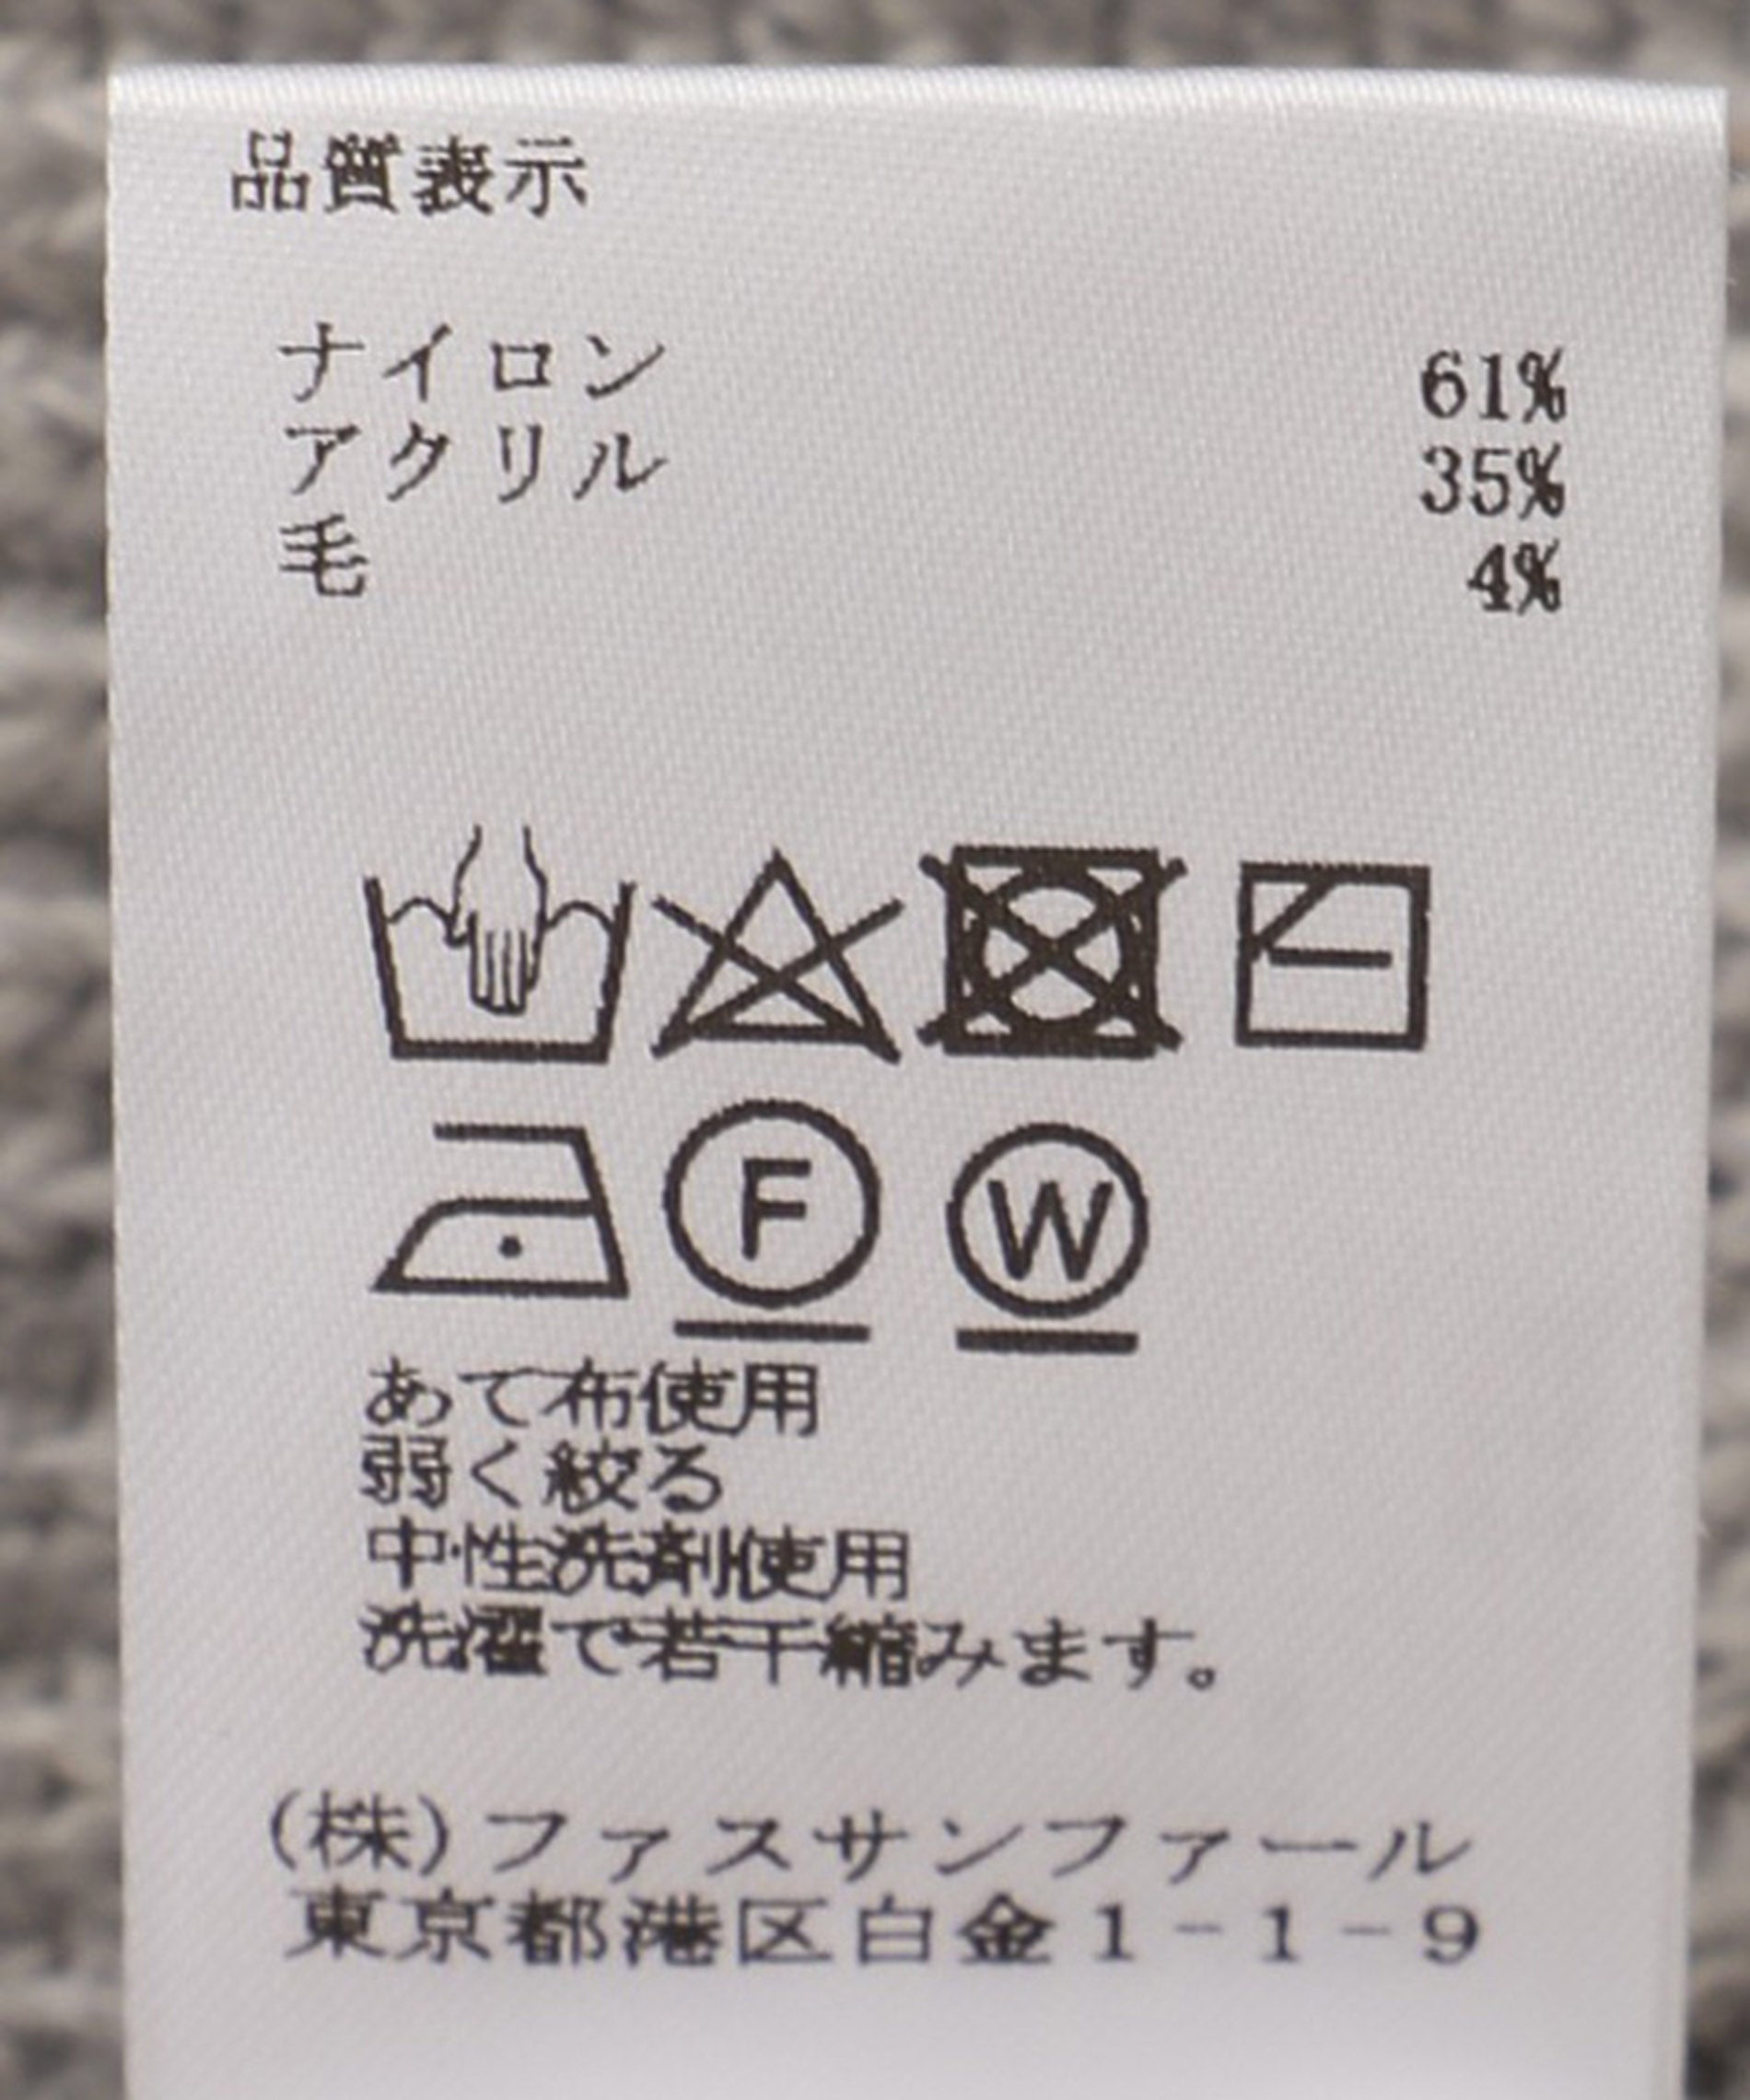 品質表示
ナイロン 61%
アクリル 35%
毛 4%
F W
あて布使用
弱く絞る
中性洗剤使用
洗濯で若干縮みます。
(株)ファスサンファール
東京都港区白金1-1-9